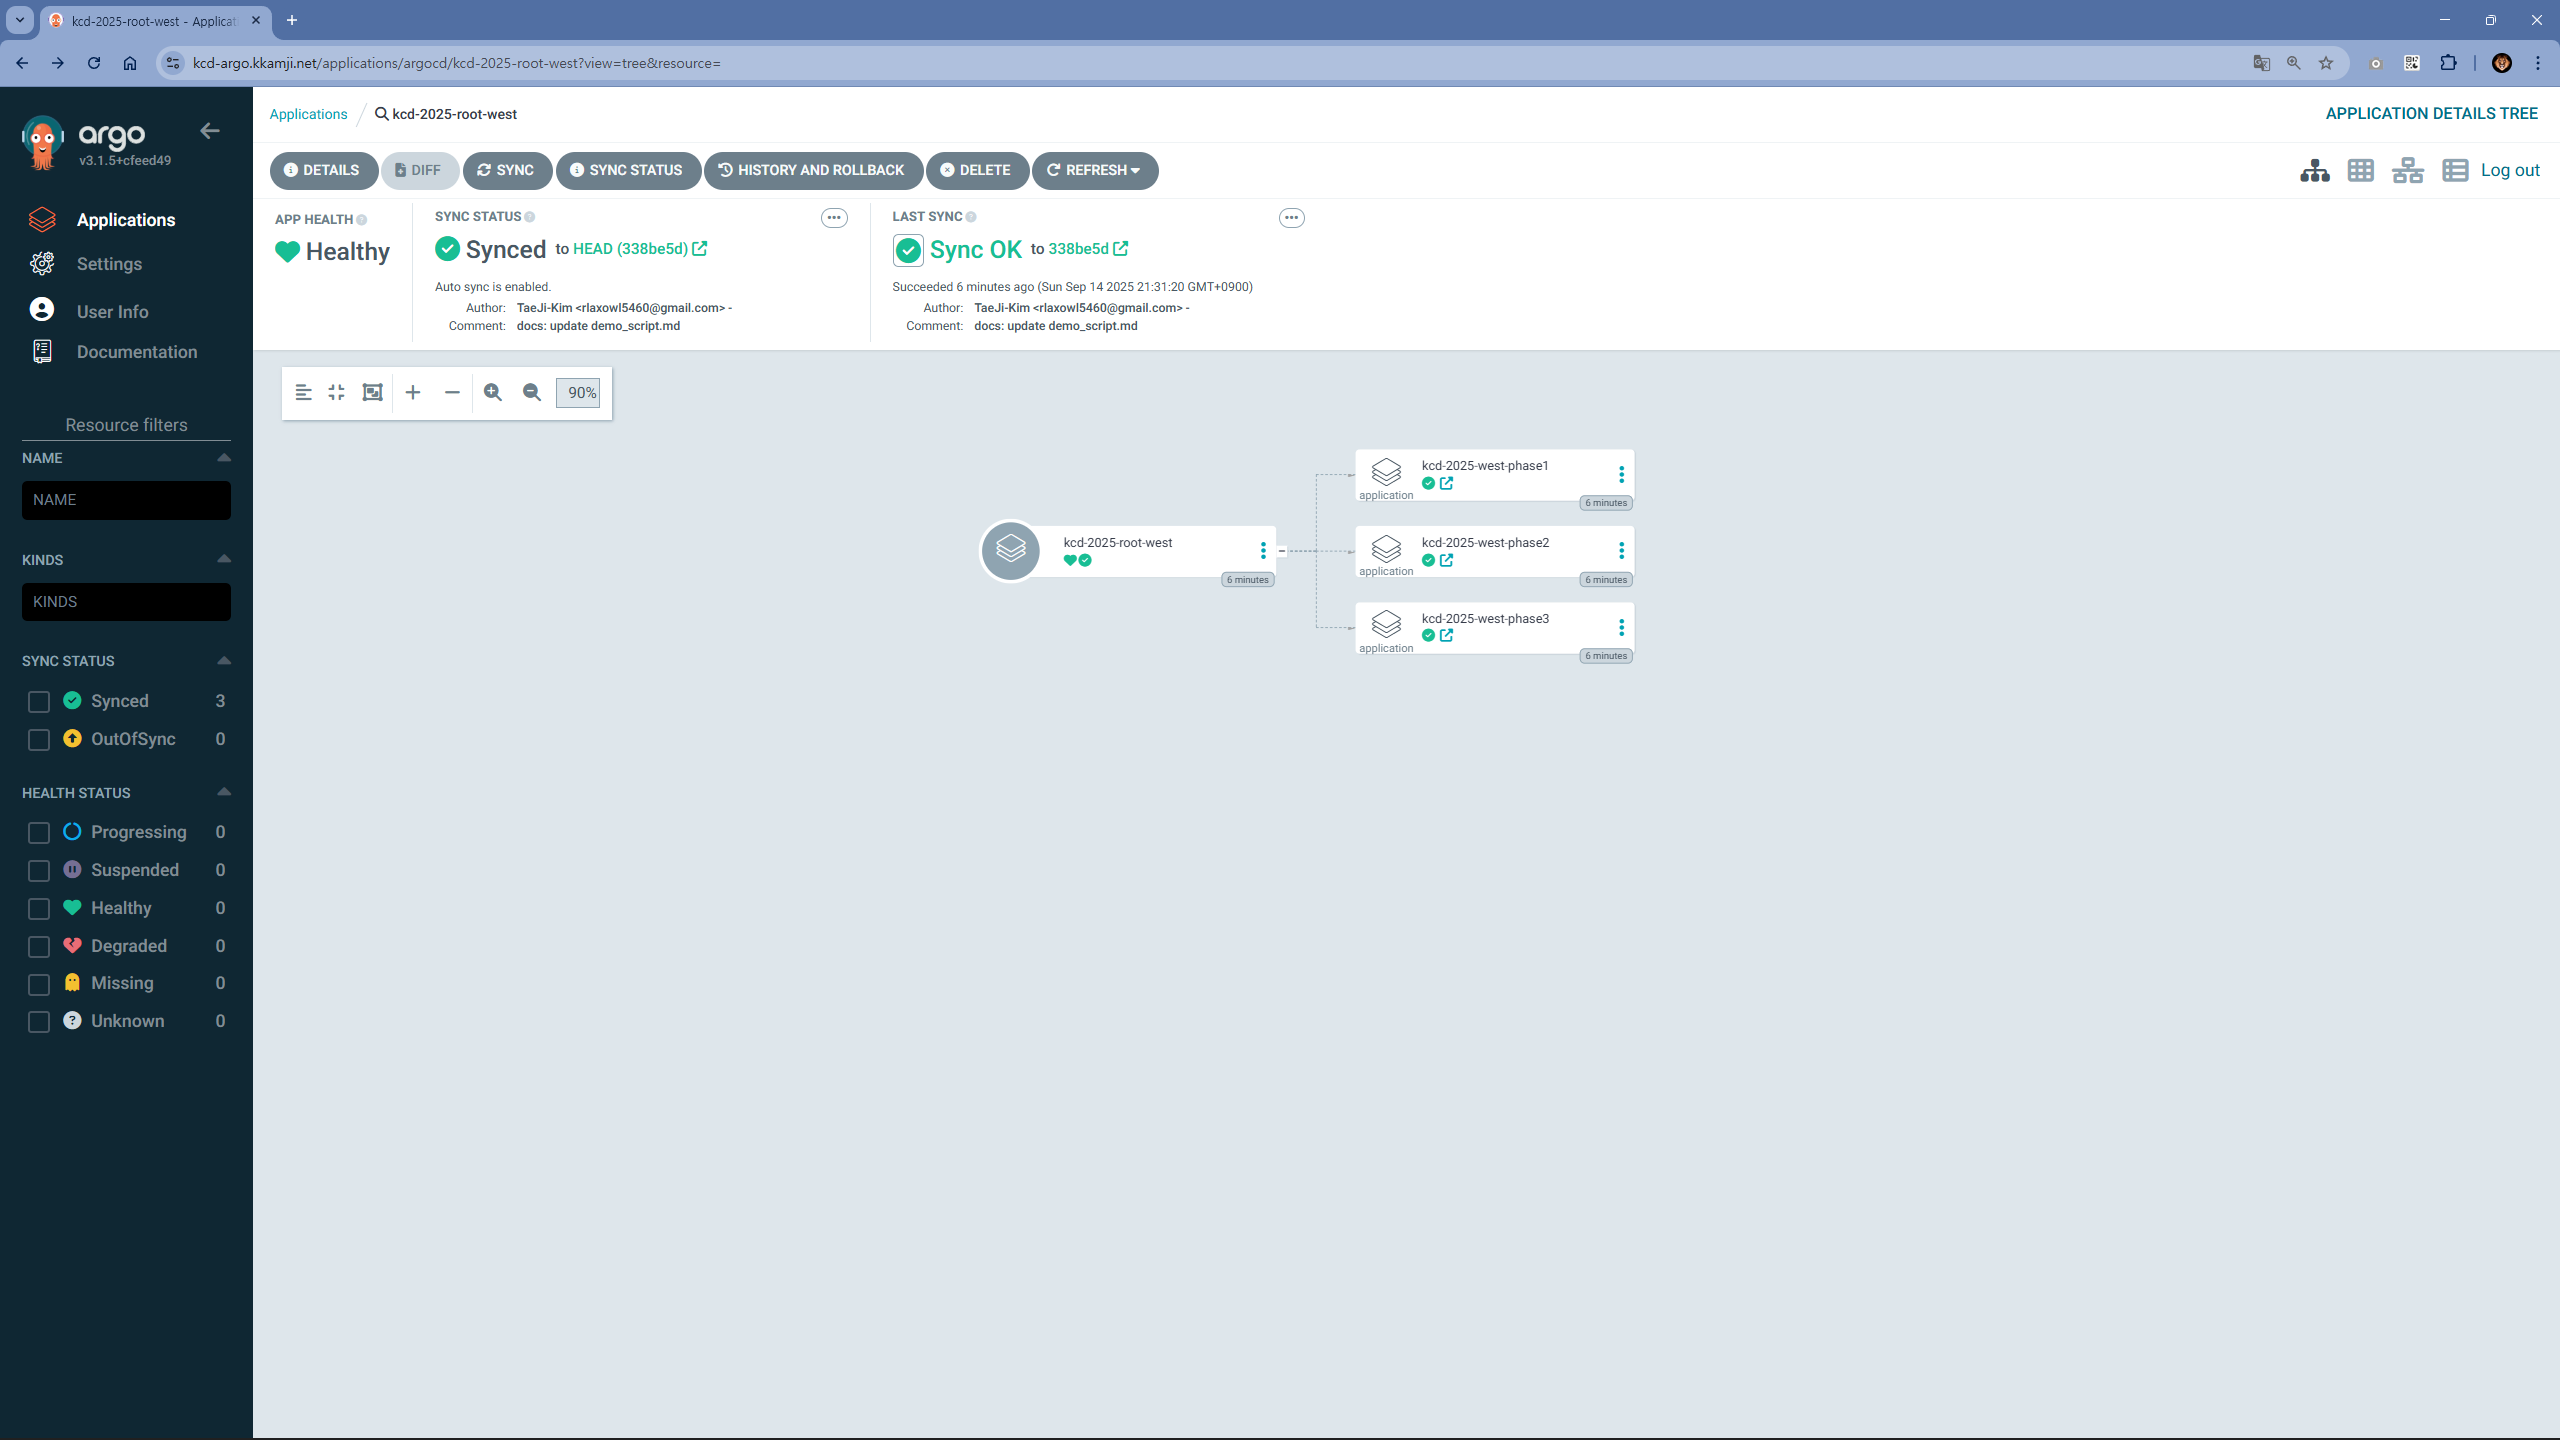 kcd-2025-root-west - Applicat
kcd-argo.kkamji.net/applications/argocd/kcd-2025-root-west?view=tree&resource=
argo
v3.1.5+cfeed49
Applications
Settings
User Info
Documentation
Resource filters
NAME
NAME
KINDS
KINDS
SYNC STATUS
Synced 3
OutOfSync 0
HEALTH STATUS
Progressing 0
Suspended 0
Healthy 0
Degraded 0
Missing 0
Unknown 0
Applications / kcd-2025-root-west
APPLICATION DETAILS TREE
DETAILS DIFF SYNC SYNC STATUS HISTORY AND ROLLBACK DELETE REFRESH
Log out
APP HEALTH
Healthy
SYNC STATUS
Synced to HEAD (338be5d)
Auto sync is enabled.
Author: TaeJi-Kim <rlaxowl5460@gmail.com> -
Comment: docs: update demo_script.md
LAST SYNC
Sync OK to 338be5d
Succeeded 6 minutes ago (Sun Sep 14 2025 21:31:20 GMT+0900)
Author: TaeJi-Kim <rlaxowl5460@gmail.com> -
Comment: docs: update demo_script.md
90%
kcd-2025-root-west
6 minutes
kcd-2025-west-phase1
application
6 minutes
kcd-2025-west-phase2
application
6 minutes
kcd-2025-west-phase3
application
6 minutes